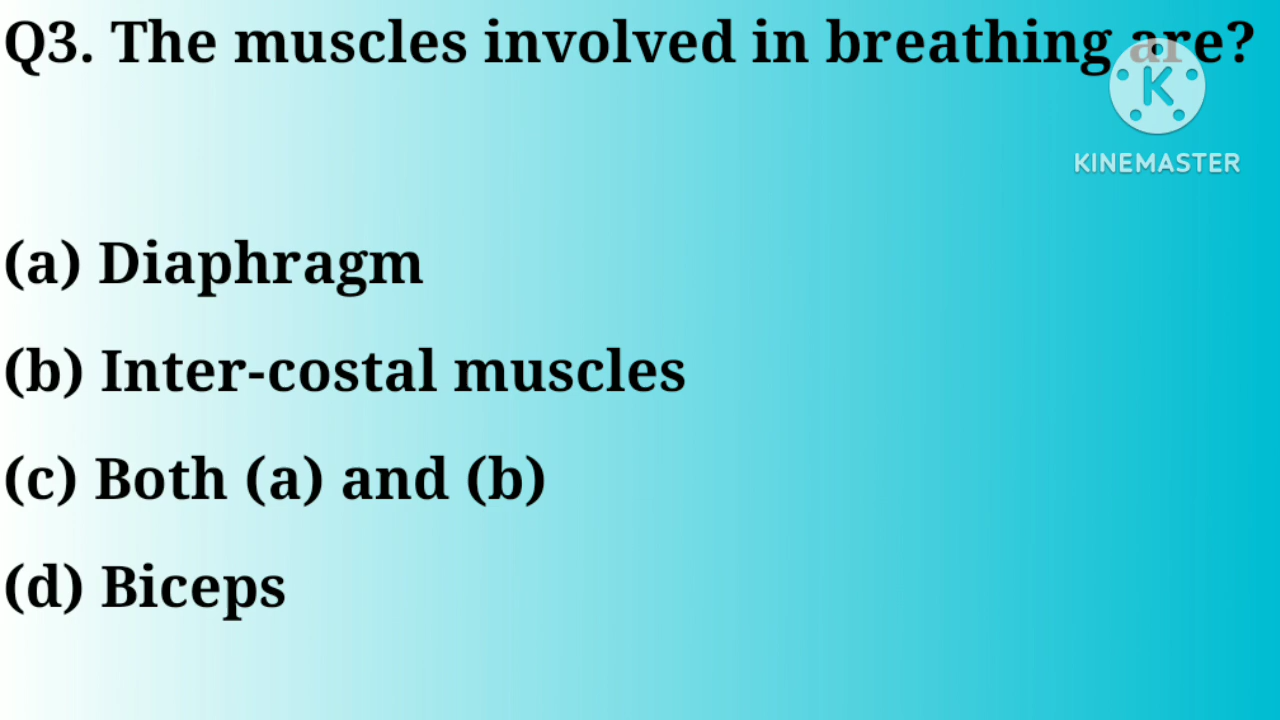 Q3. The muscles involved in breathing are?
KINEMASTER
(a) Diaphragm
(b) Inter-costal muscles
(c) Both (a) and (b)
(d) Biceps